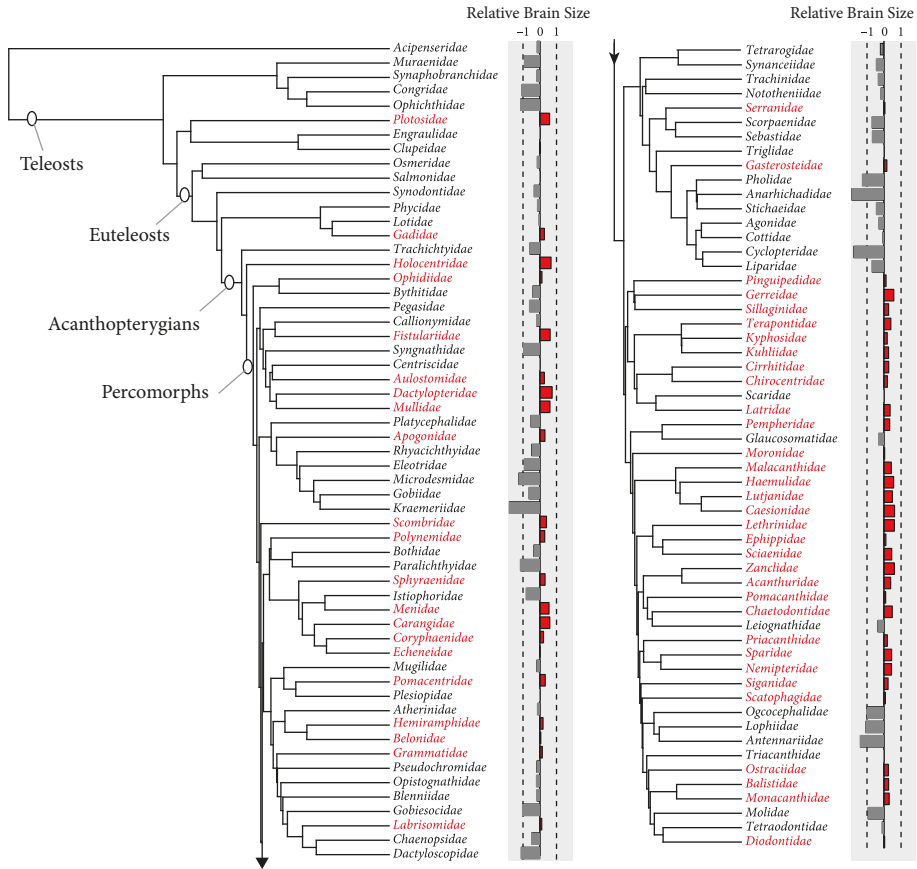 Relative Brain Size
−1 0 1
Acipenseridae
Muraenidae
Synaphobranchidae
Congridae
Ophichthidae
Plotosidae
Engraulidae
Clupeidae
Osmeridae
Salmonidae
Synodontidae
Phycidae
Lotidae
Gadidae
Trachichtyidae
Holocentridae
Ophidiidae
Bythitidae
Pegasidae
Callionymidae
Fistulariidae
Syngnathidae
Centriscidae
Aulostomidae
Dactylopteridae
Mullidae
Platycephalidae
Apogonidae
Rhyacichthyidae
Eleotridae
Microdesmidae
Gobiidae
Kraemeriidae
Scombridae
Polynemidae
Bothidae
Paralichthyidae
Sphyraenidae
Istiophoridae
Menidae
Carangidae
Coryphaenidae
Echeneidae
Mugilidae
Pomacentridae
Plesiopidae
Atherinidae
Hemiramphidae
Belonidae
Grammatidae
Pseudochromidae
Opistognathidae
Blenniidae
Gobiesocidae
Labrisomidae
Chaenopsidae
Dactyloscopidae
Teleosts
Euteleosts
Acanthopterygians
Percomorphs
Relative Brain Size
−1 0 1
Tetrarogidae
Synanceiidae
Trachinidae
Nototheniidae
Serranidae
Scorpaenidae
Sebastidae
Triglidae
Gasterosteidae
Pholidae
Anarhichadidae
Stichaeidae
Agonidae
Cottidae
Cyclopteridae
Liparidae
Pinguipedidae
Gerreidae
Sillaginidae
Terapontidae
Kyphosidae
Kuhliidae
Cirrhitidae
Chirocentridae
Scaridae
Latridae
Pempheridae
Glaucosomatidae
Moronidae
Malacanthidae
Haemulidae
Lutjanidae
Caesionidae
Lethrinidae
Ephippidae
Sciaenidae
Zanclidae
Acanthuridae
Pomacanthidae
Chaetodontidae
Leiognathidae
Priacanthidae
Sparidae
Nemipteridae
Siganidae
Scatophagidae
Ogcocephalidae
Lophiidae
Antennariidae
Triacanthidae
Ostraciidae
Balistidae
Monacanthidae
Molidae
Tetraodontidae
Diodontidae